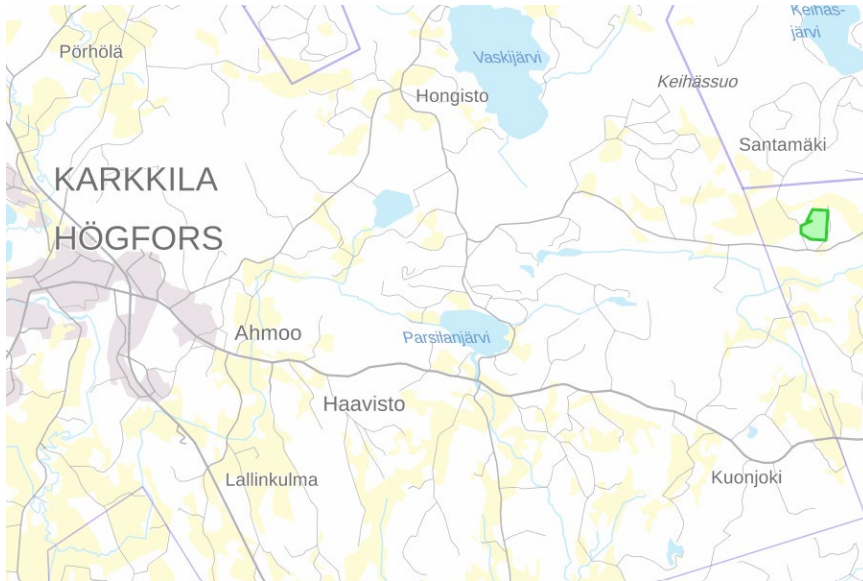 Keihäs-
järvi
Pörhölä
Vaskijärvi
Keihässuo
Hongisto
Santamäki
KARKKILA
HÖGFORS
Ahmoo
Parsilanjärvi
Haavisto
Lallinkulma
Kuonjoki